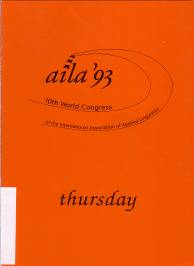 aila '93
10th World Congress
of the International Association of Applied Linguistics
thursday